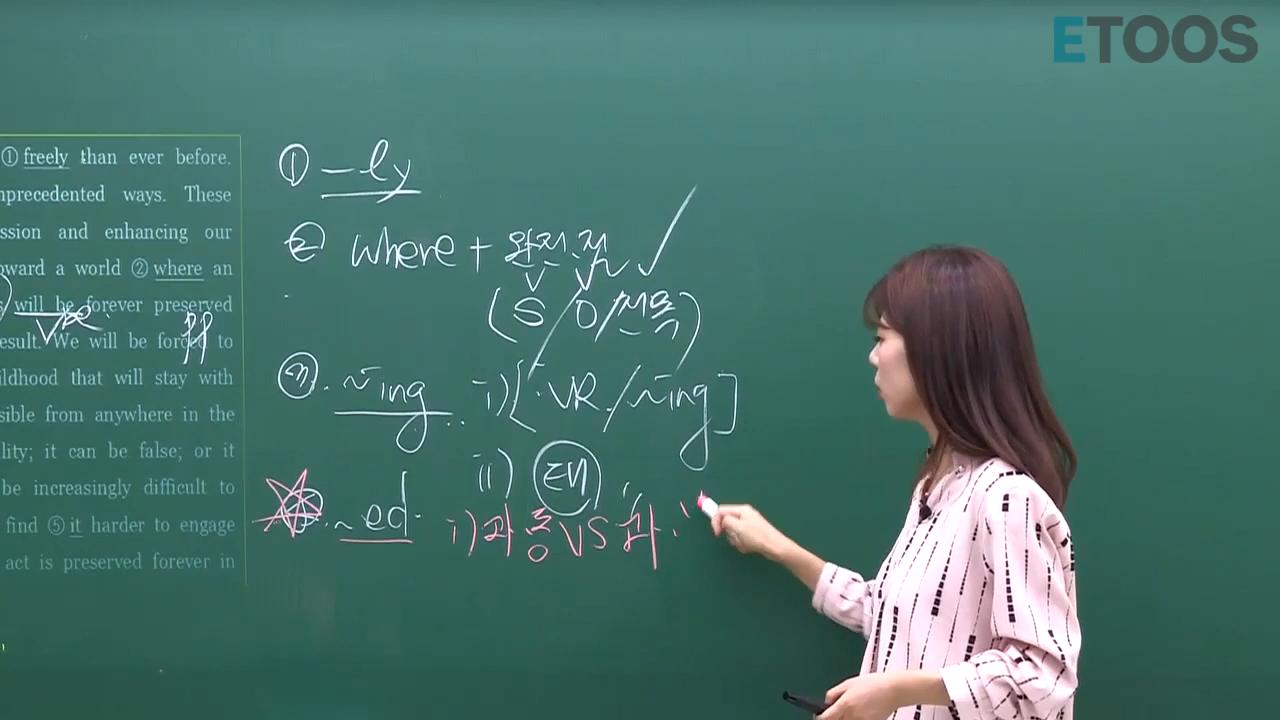 ETOOS
① freely than ever before.
nprecedented ways. These
ssion and enhancing our
oward a world ② where an
s will be forever preserved
esult. We will be forced to
ildhood that will stay with
sible from anywhere in the
lity; it can be false; or it
be increasingly difficult to
find ⑤ it harder to engage
act is preserved forever in
pp
① -ly
② where + 완전절
(S/O/전목)
③. ~ing i) [VR/~ing]
ii)
~ed i) 과동 VS 과